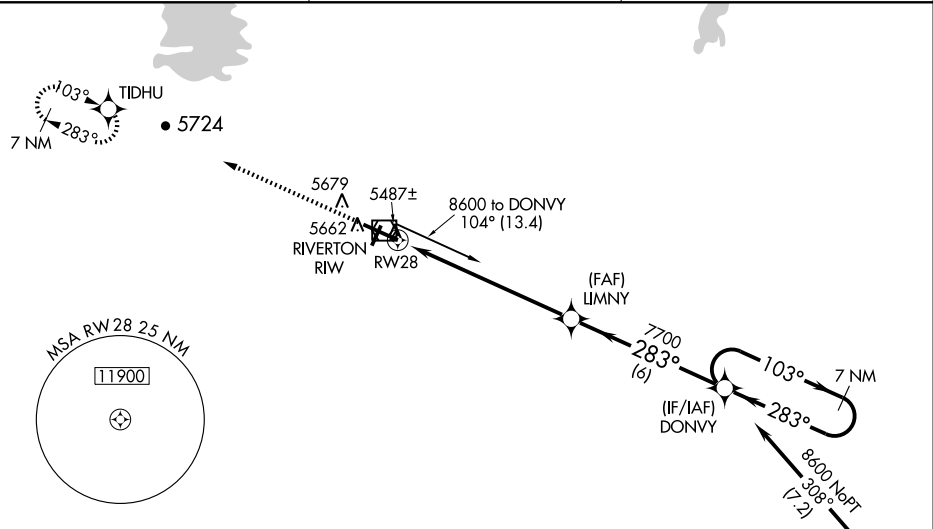 103°
TIDHU
283°
7 NM
5724
5679
5487±
5662
RIVERTON
RIW
RW28
8600 to DONVY
104° (13.4)
(FAF)
LIMNY
7700
283°
(6)
103°
7 NM
283°
(IF/IAF)
DONVY
8600 NoPT
308°
(7.2)
MSA RW28 25 NM
11900